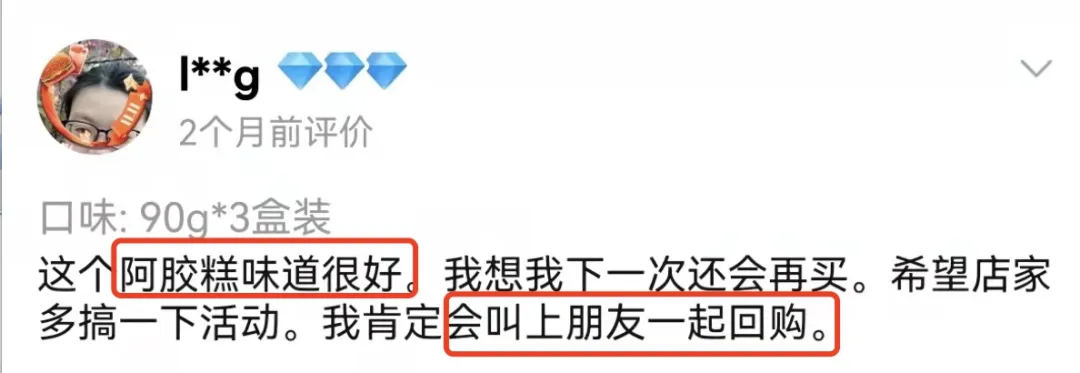 l**g
2个月前评价
口味: 90g*3盒装
这个阿胶糕味道很好。我想我下一次还会再买。希望店家
多搞一下活动。我肯定会叫上朋友一起回购。